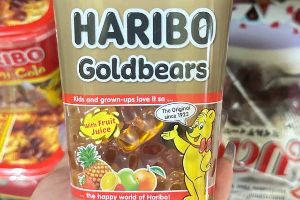 HARIBO
Goldbears
Kids and grown-ups love it so
The Original
since 1922
With Fruit
Juice
... the happy world of Haribo!